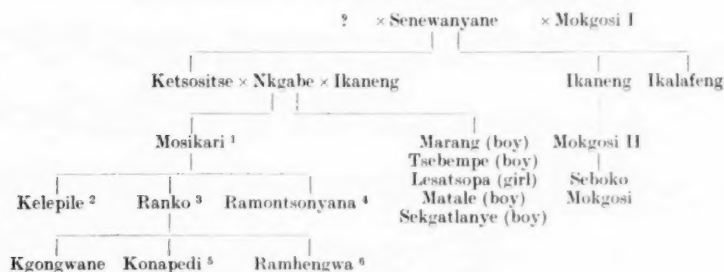 ? × Senewanyane × Mokgosi I
Ketsositse × Nkgabe × Ikaneng Ikaneng Ikalafeng
Mosikari ¹ Marang (boy) Mokgosi II
Tsebempe (boy)
Kelepile ² Ranko ³ Ramontsonyana ⁴ Lesatsopa (girl) Seboko
Matale (boy) Mokgosi
Sekgatlanye (boy)
Kgongwane Konapedi ⁵ Ramhengwa ⁶